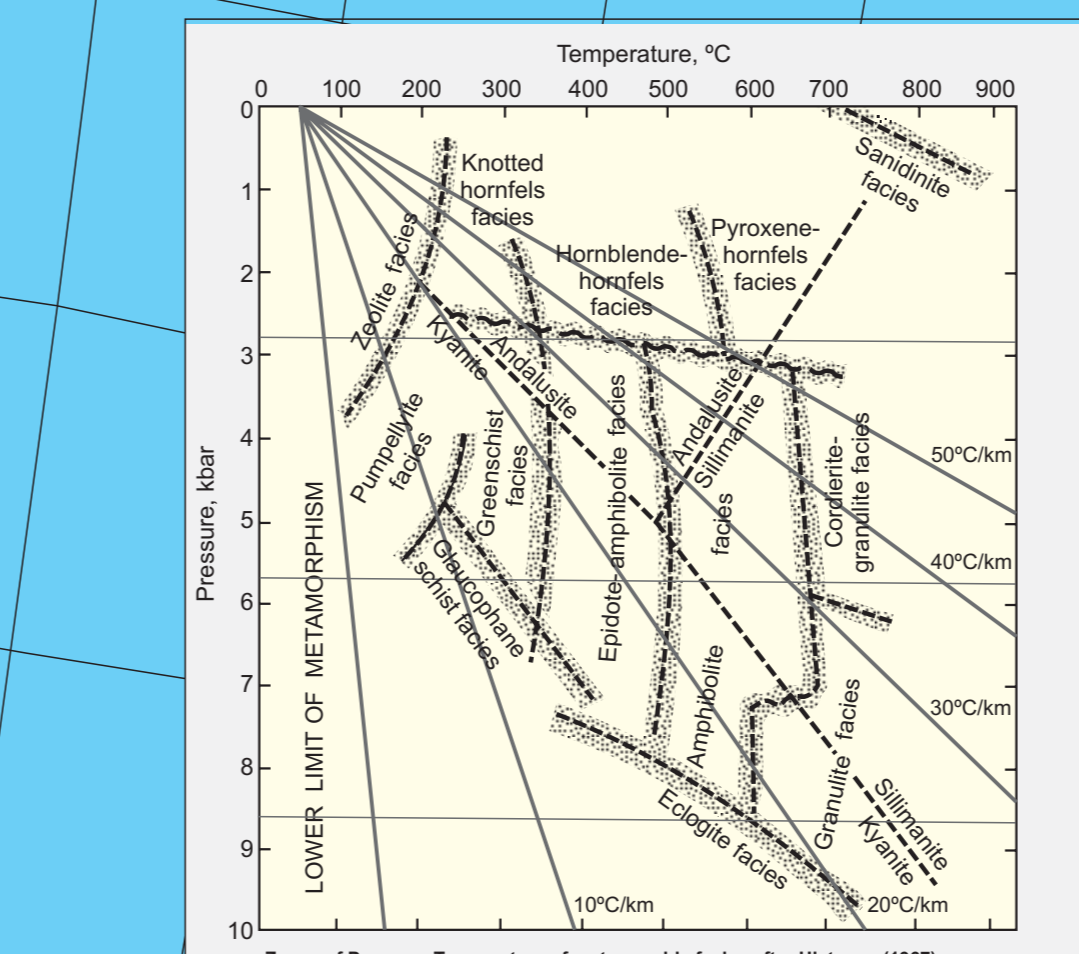 Temperature, ºC
0 100 200 300 400 500 600 700 800 900
0
1
2
3
4
5
6
7
8
9
10
Pressure, kbar
LOWER LIMIT OF METAMORPHISM
Zeolite facies
Knotted
hornfels
facies
Hornblende-
hornfels
facies
Pyroxene-
hornfels
facies
Sanidinite
facies
Kyanite
Andalusite
Pumpellyite
facies
Greenschist
facies
Glaucophane
schist facies
Epidote-amphibolite facies
Andalusite
Sillimanite
Amphibolite
facies
Cordierite-
granulite facies
Granulite facies
Eclogite facies
Sillimanite
Kyanite
50ºC/km
40ºC/km
30ºC/km
20ºC/km
10ºC/km